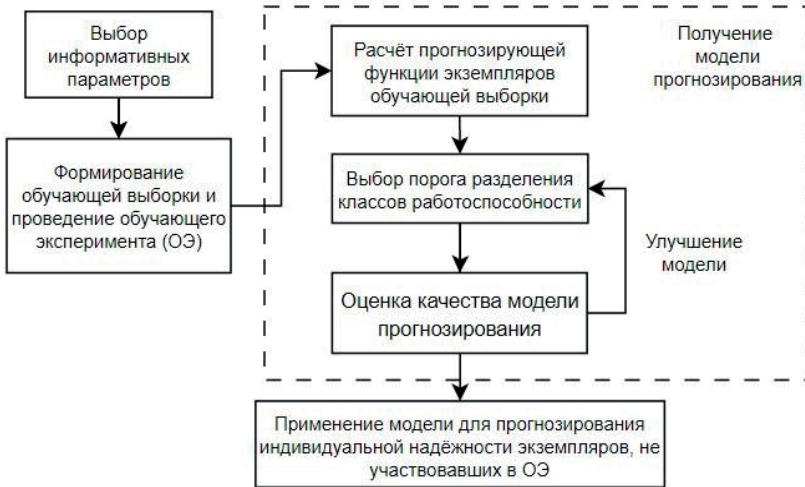 Выбор
информативных
параметров
Формирование
обучающей выборки и
проведение обучающего
эксперимента (ОЭ)
Расчёт прогнозирующей
функции экземпляров
обучающей выборки
Получение
модели
прогнозирования
Выбор порога разделения
классов работоспособности
Улучшение
модели
Оценка качества модели
прогнозирования
Применение модели для прогнозирования
индивидуальной надёжности экземпляров, не
участвовавших в ОЭ